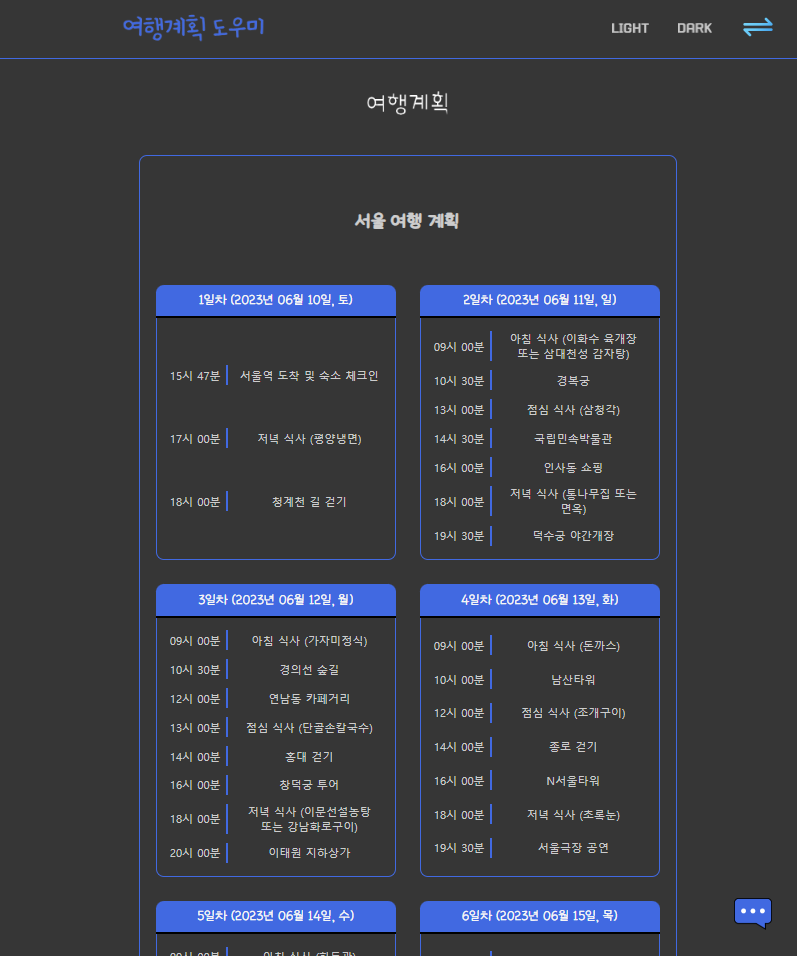 여행계획 도우미
LIGHT DARK
여행계획
서울 여행 계획
1일차 (2023년 06월 10일, 토)
15시 47분 서울역 도착 및 숙소 체크인
17시 00분 저녁 식사 (평양냉면)
18시 00분 청계천 길 걷기
2일차 (2023년 06월 11일, 일)
09시 00분 아침 식사 (이화수 육개장
또는 삼대천성 감자탕)
10시 30분 경복궁
13시 00분 점심 식사 (삼청각)
14시 30분 국립민속박물관
16시 00분 인사동 쇼핑
18시 00분 저녁 식사 (통나무집 또는
면옥)
19시 30분 덕수궁 야간개장
3일차 (2023년 06월 12일, 월)
09시 00분 아침 식사 (가자미정식)
10시 30분 경의선 숲길
12시 00분 연남동 카페거리
13시 00분 점심 식사 (단골손칼국수)
14시 00분 홍대 걷기
16시 00분 창덕궁 투어
18시 00분 저녁 식사 (이문선설농탕
또는 강남화로구이)
20시 00분 이태원 지하상가
4일차 (2023년 06월 13일, 화)
09시 00분 아침 식사 (돈까스)
10시 00분 남산타워
12시 00분 점심 식사 (조개구이)
14시 00분 종로 걷기
16시 00분 N서울타워
18시 00분 저녁 식사 (초록눈)
19시 30분 서울극장 공연
5일차 (2023년 06월 14일, 수)
6일차 (2023년 06월 15일, 목)